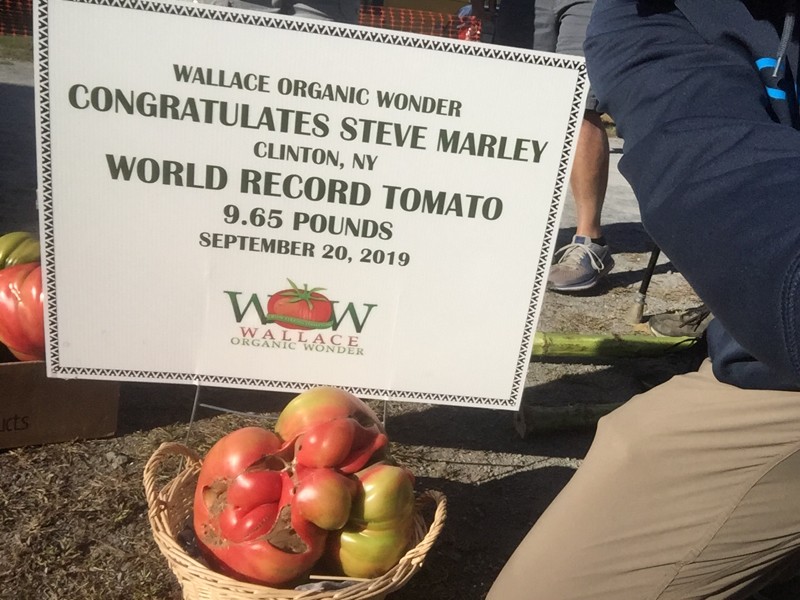 WALLACE ORGANIC WONDER
CONGRATULATES STEVE MARLEY
CLINTON, NY
WORLD RECORD TOMATO
9.65 POUNDS
SEPTEMBER 20, 2019
WOW
WALLACE
ORGANIC WONDER